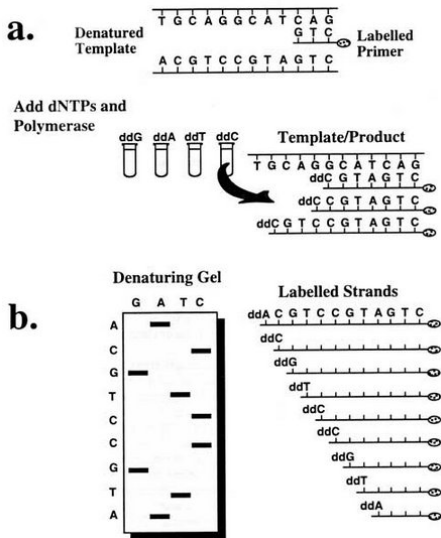 a.
Denatured
Template
T G C A G G C A T C A G
G T C
Labelled
Primer
A C G T C C G T A G T C
Add dNTPs and
Polymerase
ddG ddA ddT ddC
Template/Product
T G C A G G C A T C A G
ddC G T A G T C
ddC C G T A G T C
ddC G T C C G T A G T C
b.
Denaturing Gel
G A T C
A
C
G
T
C
C
G
T
A
Labelled Strands
ddA C G T C C G T A G T C
ddC
ddG
ddT
ddC
ddC
ddG
ddT
ddA